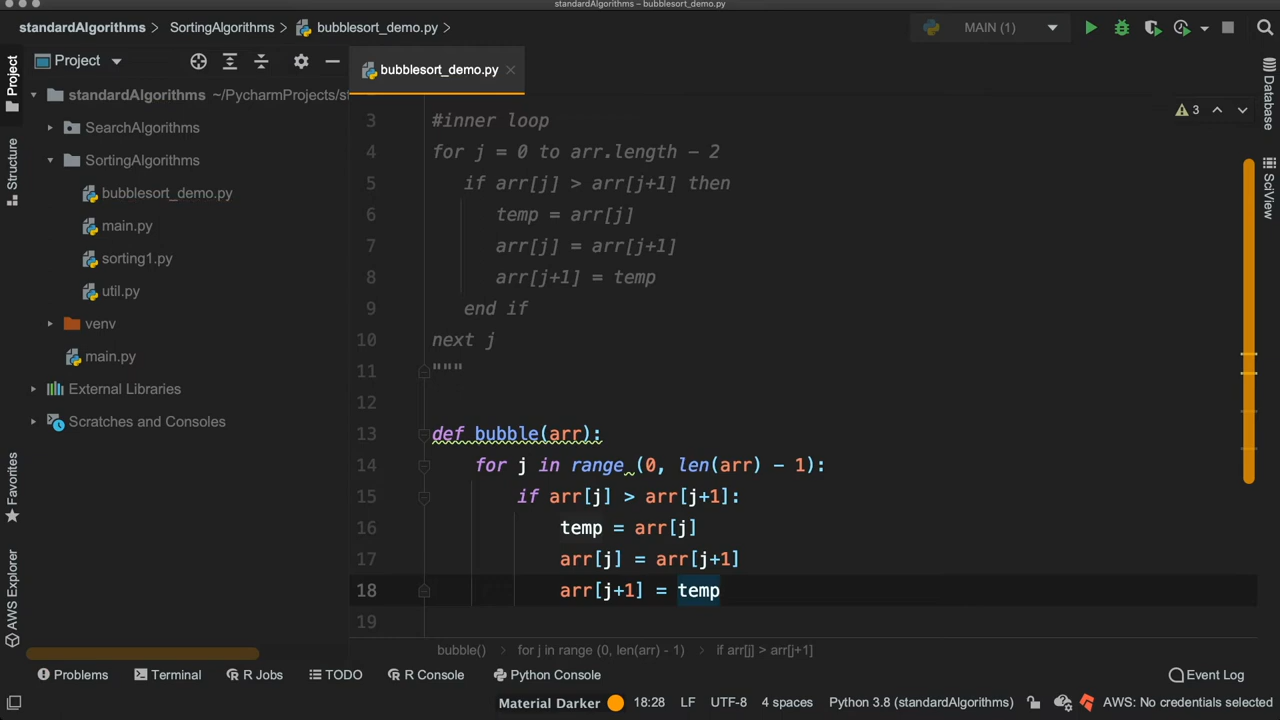 standardAlgorithms – bubblesort_demo.py
standardAlgorithms
SortingAlgorithms
bubblesort_demo.py
MAIN (1)
Project
bubblesort_demo.py
standardAlgorithms ~/PycharmProjects/st
SearchAlgorithms
SortingAlgorithms
bubblesort_demo.py
main.py
sorting1.py
util.py
venv
main.py
External Libraries
Scratches and Consoles
Project
Structure
Favorites
AWS Explorer
3
3 #inner loop
4 for j = 0 to arr.length - 2
5 if arr[j] > arr[j+1] then
6 temp = arr[j]
7 arr[j] = arr[j+1]
8 arr[j+1] = temp
9 end if
10 next j
11 """
12
13 def bubble(arr):
14 for j in range (0, len(arr) - 1):
15 if arr[j] > arr[j+1]:
16 temp = arr[j]
17 arr[j] = arr[j+1]
18 arr[j+1] = temp
19
Database
SciView
bubble() for j in range (0, len(arr) - 1) if arr[j] > arr[j+1]
Problems Terminal R Jobs TODO R Console Python Console Event Log
Material Darker 18:28 LF UTF-8 4 spaces Python 3.8 (standardAlgorithms) AWS: No credentials selected